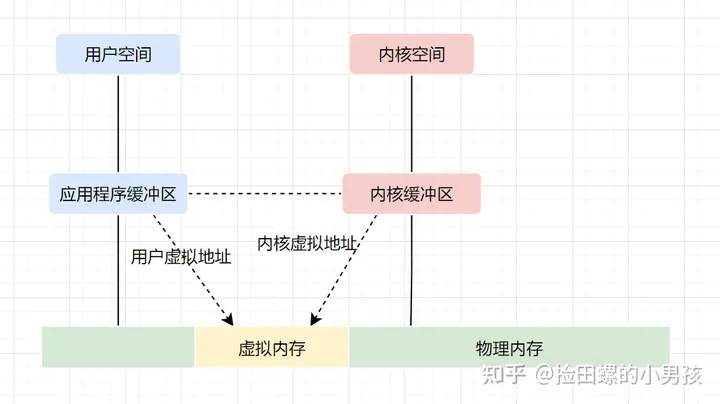 用户空间
内核空间
应用程序缓冲区
内核缓冲区
用户虚拟地址
内核虚拟地址
虚拟内存
物理内存
知乎 @捡田螺的小男孩